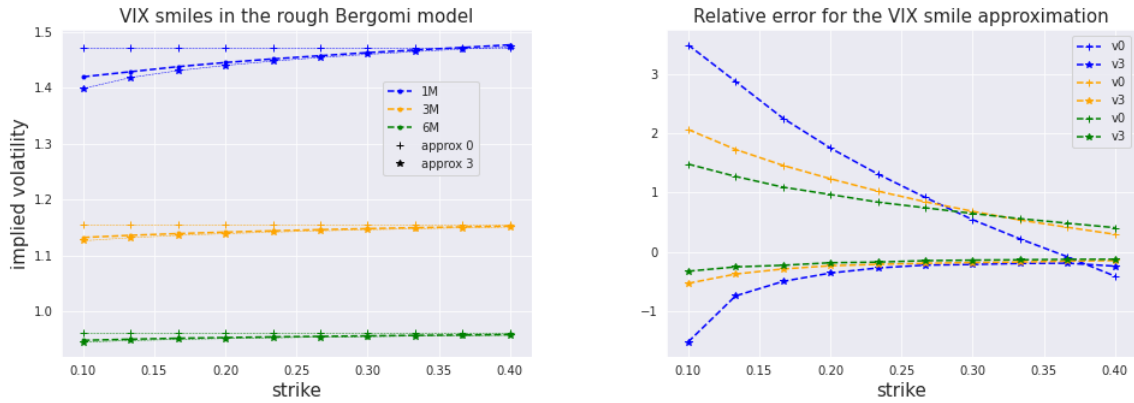 VIX smiles in the rough Bergomi model
1.5
1.4
1.3
1.2
1.1
1.0
implied volatility
1M
3M
6M
approx 0
approx 3
0.10 0.15 0.20 0.25 0.30 0.35 0.40
strike
Relative error for the VIX smile approximation
3
2
1
0
−1
v0
v3
v0
v3
v0
v3
0.10 0.15 0.20 0.25 0.30 0.35 0.40
strike